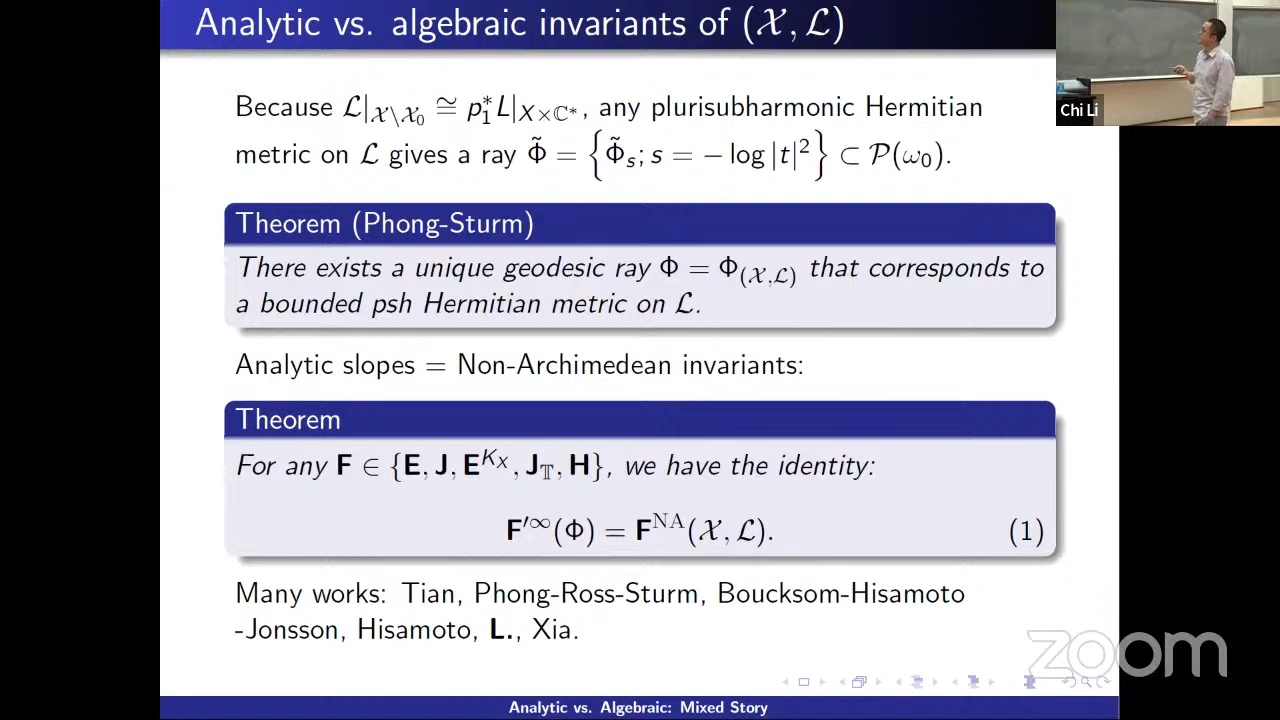 Analytic vs. algebraic invariants of (𝒳, ℒ)
Chi Li
Because ℒ|_{𝒳\𝒳₀} ≅ p₁*L|_{X×ℂ*}, any plurisubharmonic Hermitian
metric on ℒ gives a ray Φ̃ = {Φ̃ₛ; s = − log |t|²} ⊂ 𝒫(ω₀).
Theorem (Phong-Sturm)
There exists a unique geodesic ray Φ = Φ_{(𝒳,ℒ)} that corresponds to
a bounded psh Hermitian metric on ℒ.
Analytic slopes = Non-Archimedean invariants:
Theorem
For any F ∈ {E, J, E^{K_X}, J_𝕋, H}, we have the identity:
F′^∞(Φ) = F^{NA}(𝒳, ℒ). (1)
Many works: Tian, Phong-Ross-Sturm, Boucksom-Hisamoto
-Jonsson, Hisamoto, L., Xia.
zoom
Analytic vs. Algebraic: Mixed Story